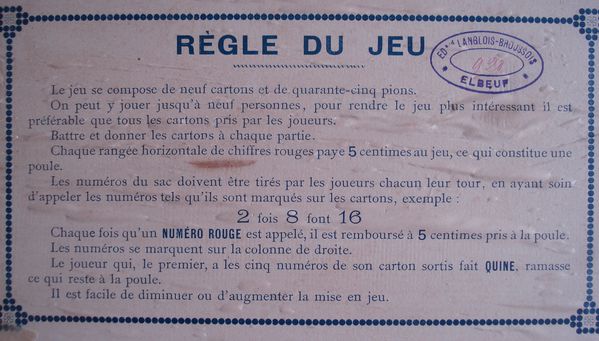 RÈGLE DU JEU
ED. LANGLOIS-BROUSSOIS
ELBEUF
Le jeu se compose de neuf cartons et de quarante-cinq pions.
On peut y jouer jusqu'à neuf personnes, pour rendre le jeu plus intéressant il est
préférable que tous les cartons pris par les joueurs.
Battre et donner les cartons à chaque partie.
Chaque rangée horizontale de chiffres rouges paye 5 centimes au jeu, ce qui constitue une
poule.
Les numéros du sac doivent être tirés par les joueurs chacun leur tour, en ayant soin
d'appeler les numéros tels qu'ils sont marqués sur les cartons, exemple :
2 fois 8 font 16
Chaque fois qu'un NUMÉRO ROUGE est appelé, il est remboursé à 5 centimes pris à la poule.
Les numéros se marquent sur la colonne de droite.
Le joueur qui, le premier, a les cinq numéros de son carton sortis fait QUINE, ramasse
ce qui reste à la poule.
Il est facile de diminuer ou d'augmenter la mise en jeu.